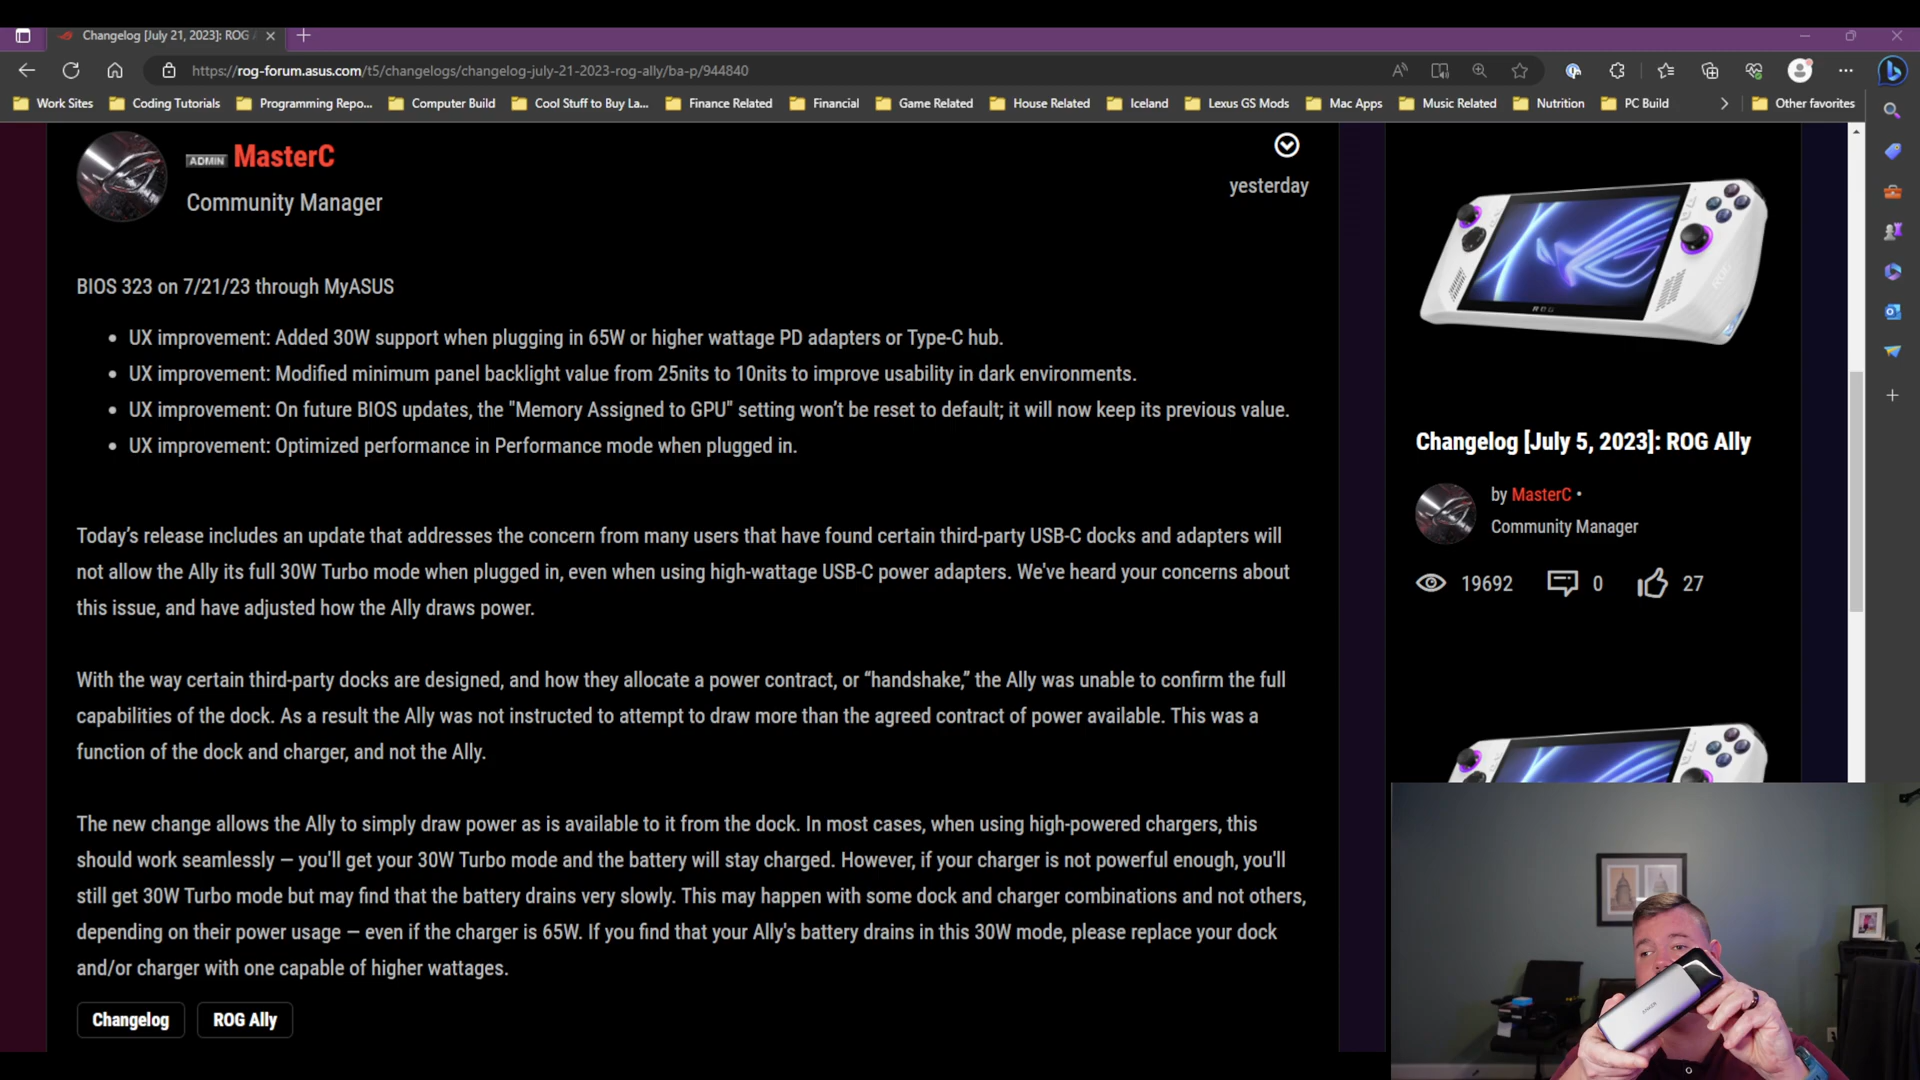 Changelog [July 21, 2023]: ROG
https://rog-forum.asus.com/t5/changelogs/changelog-july-21-2023-rog-ally/ba-p/944840
Work Sites Coding Tutorials Programming Repo... Computer Build Cool Stuff to Buy La... Finance Related Financial Game Related House Related Iceland Lexus GS Mods Mac Apps Music Related Nutrition PC Build Other favorites
ADMIN MasterC
Community Manager
yesterday
BIOS 323 on 7/21/23 through MyASUS
• UX improvement: Added 30W support when plugging in 65W or higher wattage PD adapters or Type-C hub.
• UX improvement: Modified minimum panel backlight value from 25nits to 10nits to improve usability in dark environments.
• UX improvement: On future BIOS updates, the "Memory Assigned to GPU" setting won’t be reset to default; it will now keep its previous value.
• UX improvement: Optimized performance in Performance mode when plugged in.
Today’s release includes an update that addresses the concern from many users that have found certain third-party USB-C docks and adapters will
not allow the Ally its full 30W Turbo mode when plugged in, even when using high-wattage USB-C power adapters. We've heard your concerns about
this issue, and have adjusted how the Ally draws power.
With the way certain third-party docks are designed, and how they allocate a power contract, or “handshake,” the Ally was unable to confirm the full
capabilities of the dock. As a result the Ally was not instructed to attempt to draw more than the agreed contract of power available. This was a
function of the dock and charger, and not the Ally.
The new change allows the Ally to simply draw power as is available to it from the dock. In most cases, when using high-powered chargers, this
should work seamlessly — you'll get your 30W Turbo mode and the battery will stay charged. However, if your charger is not powerful enough, you'll
still get 30W Turbo mode but may find that the battery drains very slowly. This may happen with some dock and charger combinations and not others,
depending on their power usage — even if the charger is 65W. If you find that your Ally's battery drains in this 30W mode, please replace your dock
and/or charger with one capable of higher wattages.
Changelog ROG Ally
ROG
Changelog [July 5, 2023]: ROG Ally
by MasterC •
Community Manager
19692 0 27
ANKER